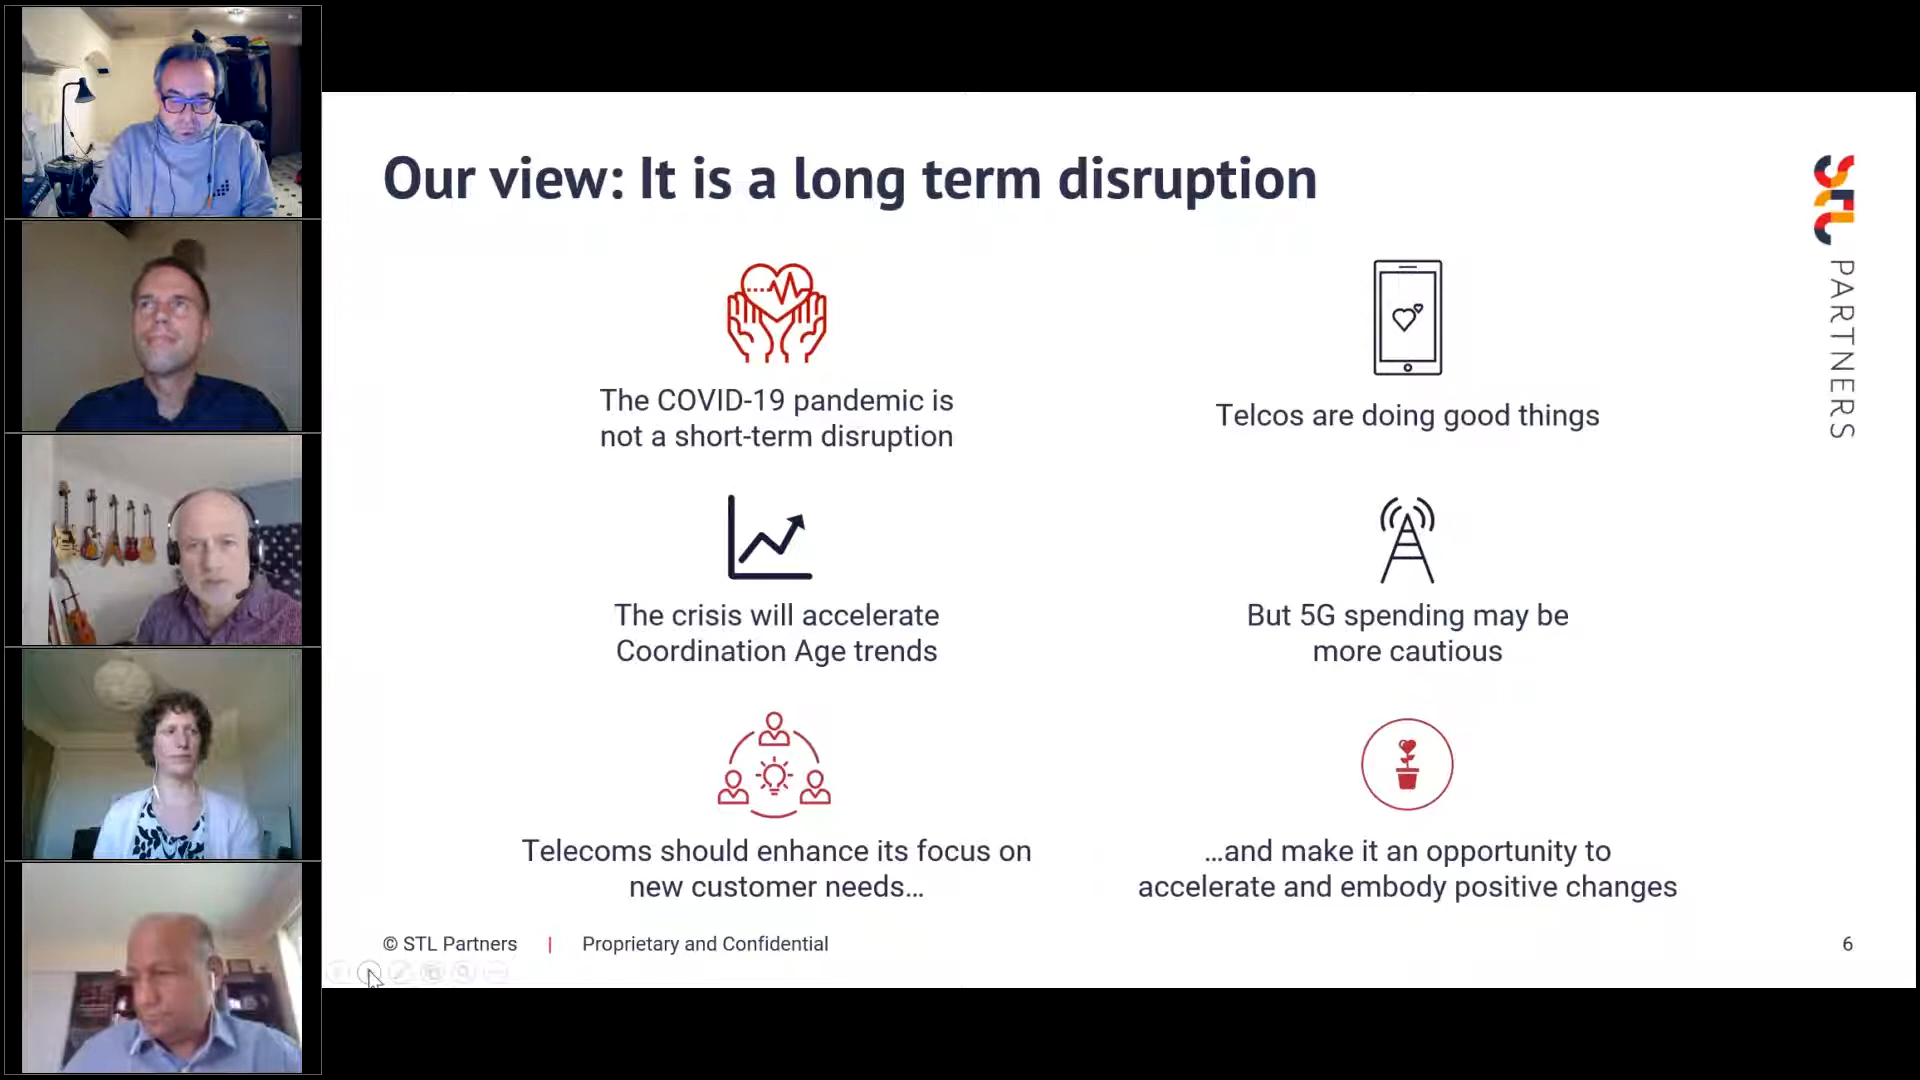 Our view: It is a long term disruption
STL
PARTNERS
The COVID-19 pandemic is
not a short-term disruption
Telcos are doing good things
The crisis will accelerate
Coordination Age trends
But 5G spending may be
more cautious
Telecoms should enhance its focus on
new customer needs…
…and make it an opportunity to
accelerate and embody positive changes
© STL Partners | Proprietary and Confidential
6